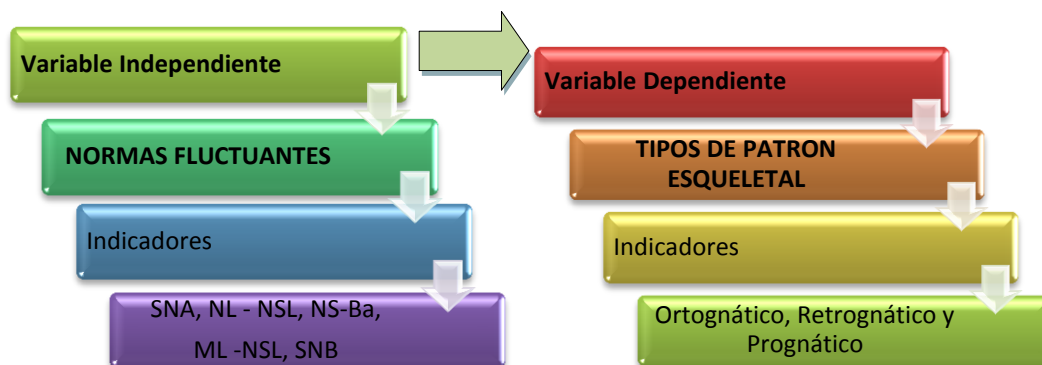 Variable Independiente
NORMAS FLUCTUANTES
Indicadores
SNA, NL - NSL, NS-Ba,
ML -NSL, SNB
Variable Dependiente
TIPOS DE PATRON
ESQUELETAL
Indicadores
Ortognático, Retrognático y
Prognático